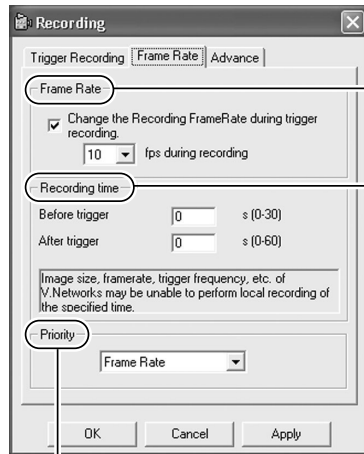 Recording
Trigger Recording Frame Rate Advance
Frame Rate
Change the Recording FrameRate during trigger
recording.
10 fps during recording
Recording time
Before trigger 0 s (0-30)
After trigger 0 s (0-60)
Image size, framerate, trigger frequency, etc. of
V.Networks may be unable to perform local recording of
the specified time.
Priority
Frame Rate
OK Cancel Apply